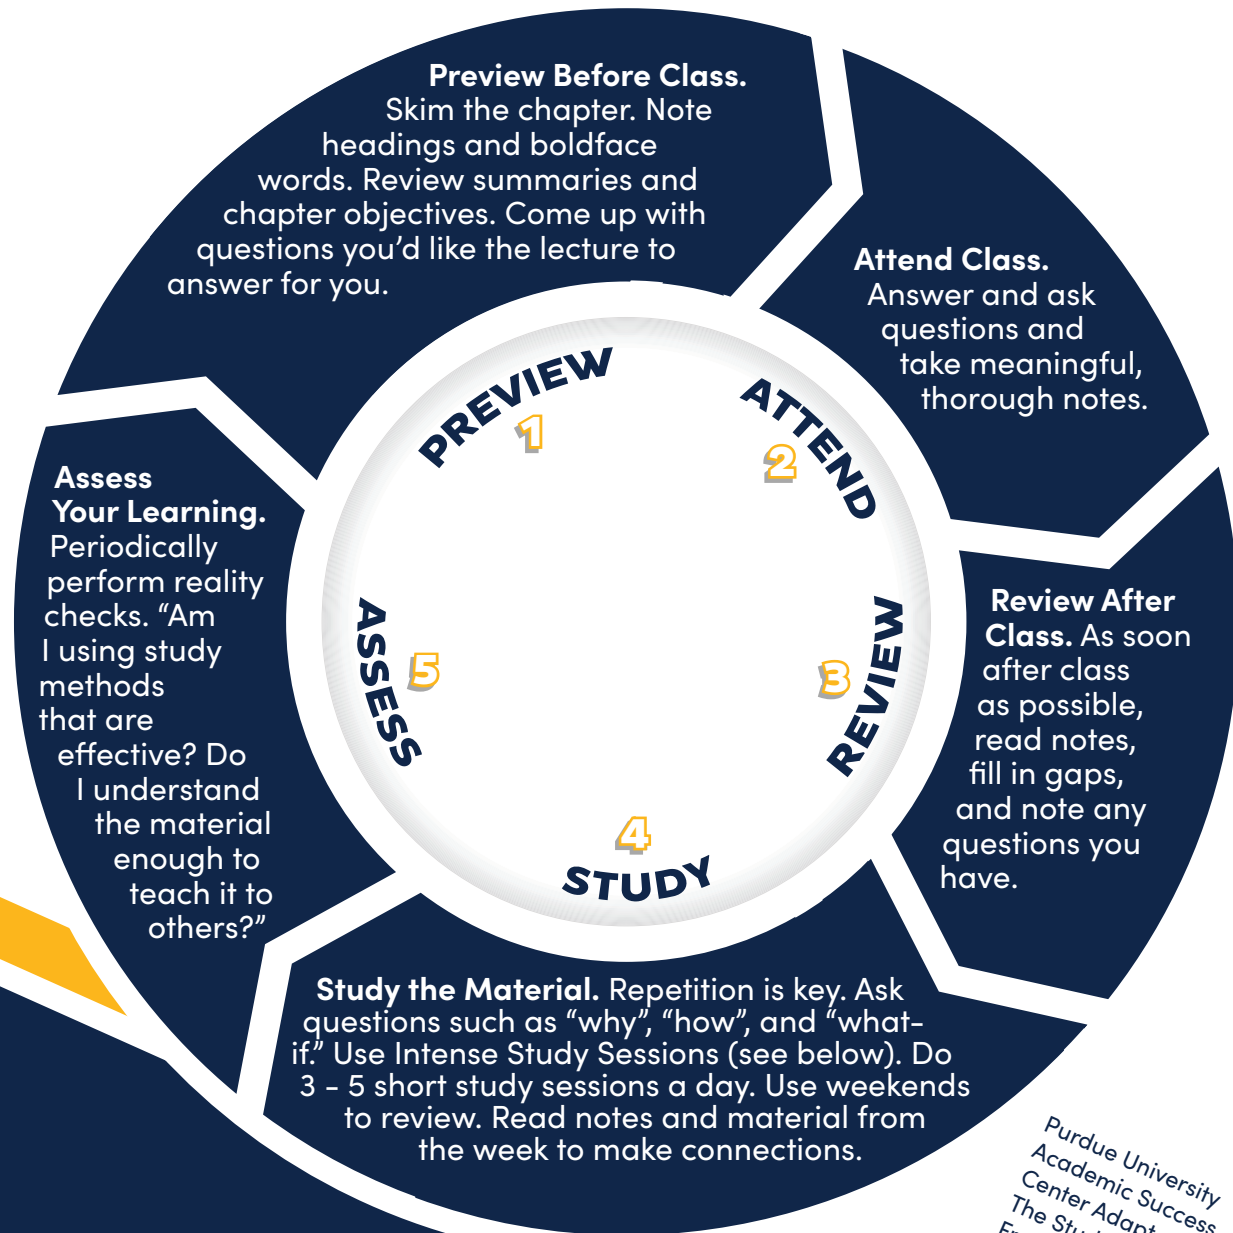 Preview Before Class.
Skim the chapter. Note
headings and boldface
words. Review summaries and
chapter objectives. Come up with
questions you’d like the lecture to
answer for you.
Attend Class.
Answer and ask
questions and
take meaningful,
thorough notes.
Review After
Class. As soon
after class
as possible,
read notes,
fill in gaps,
and note any
questions you
have.
Study the Material. Repetition is key. Ask
questions such as “why”, “how”, and “what-
if.” Use Intense Study Sessions (see below). Do
3 - 5 short study sessions a day. Use weekends
to review. Read notes and material from
the week to make connections.
Assess
Your Learning.
Periodically
perform reality
checks. “Am
I using study
methods
that are
effective? Do
I understand
the material
enough to
teach it to
others?”
PREVIEW
1
ATTEND
2
REVIEW
3
4
STUDY
ASSESS
5
Purdue University
Academic Success
Center
The